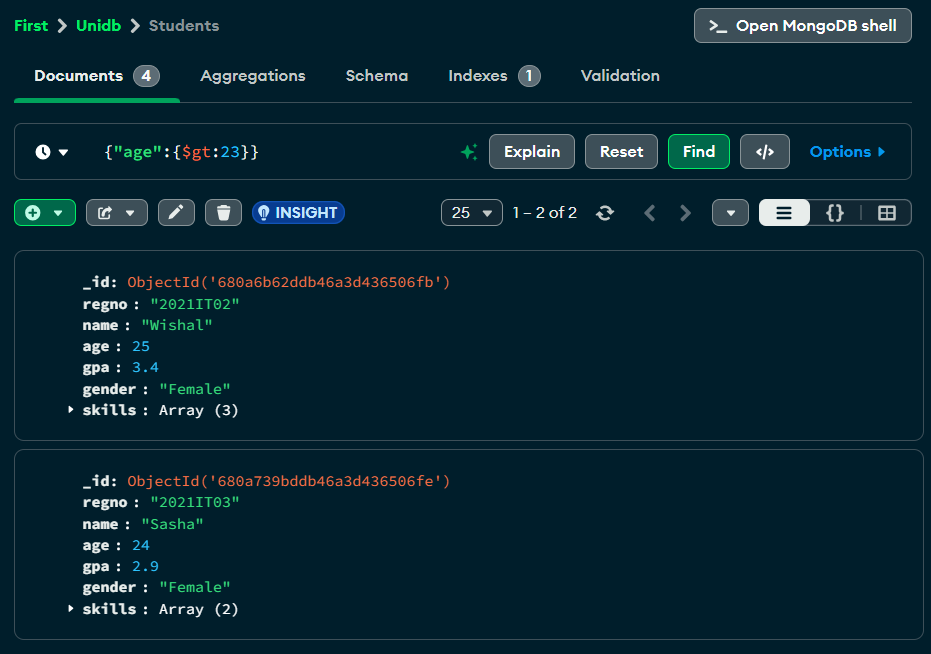 First > Unidb > Students
>_ Open MongoDB shell
Documents 4 Aggregations Schema Indexes 1 Validation
{"age":{$gt:23}} Explain Reset Find </> Options
INSIGHT 25 1 – 2 of 2 {}
_id: ObjectId('680a6b62ddb46a3d436506fb')
regno : "2021IT02"
name : "Wishal"
age : 25
gpa : 3.4
gender : "Female"
skills : Array (3)
_id: ObjectId('680a739bddb46a3d436506fe')
regno : "2021IT03"
name : "Sasha"
age : 24
gpa : 2.9
gender : "Female"
skills : Array (2)